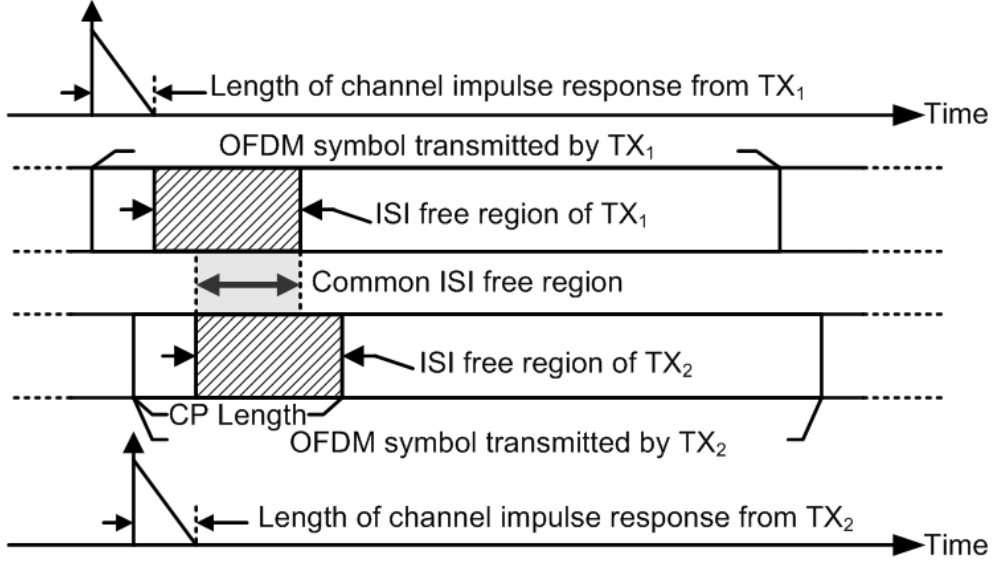 Length of channel impulse response from TX₁
Time
OFDM symbol transmitted by TX₁
ISI free region of TX₁
Common ISI free region
ISI free region of TX₂
CP Length
OFDM symbol transmitted by TX₂
Length of channel impulse response from TX₂
Time